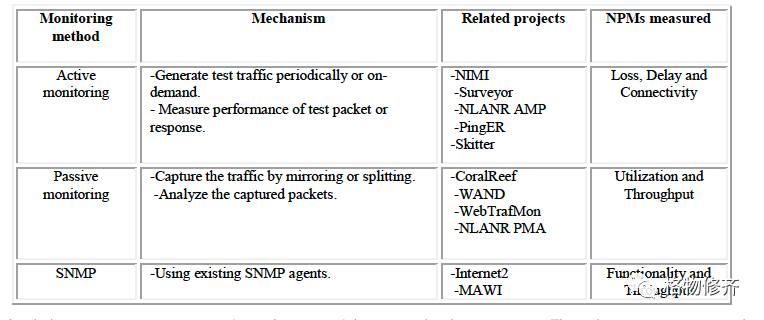 Monitoring method
Mechanism
Related projects
NPMs measured
Active monitoring
-Generate test traffic periodically or on-
demand.
- Measure performance of test packet or
response.
-NIMI
-Surveyor
-NLANR AMP
-PingER
-Skitter
Loss, Delay and
Connectivity
Passive
monitoring
-Capture the traffic by mirroring or splitting.
-Analyze the captured packets.
-CoralReef
-WAND
-WebTrafMon
-NLANR PMA
Utilization and
Throughput
SNMP
-Using existing SNMP agents.
-Internet2
-MAWI
Functionality and
Throughput
格物修齐